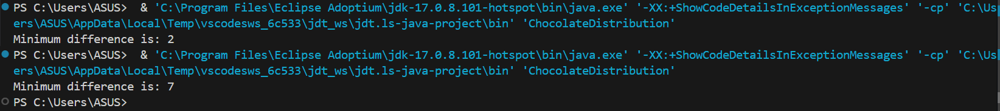 PS C:\Users\ASUS>  & 'C:\Program Files\Eclipse Adoptium\jdk-17.0.8.101-hotspot\bin\java.exe' '-XX:+ShowCodeDetailsInExceptionMessages' '-cp' 'C:\Us
ers\ASUS\AppData\Local\Temp\vscodesws_6c533\jdt_ws\jdt.ls-java-project\bin' 'ChocolateDistribution'
Minimum difference is: 2
PS C:\Users\ASUS>  & 'C:\Program Files\Eclipse Adoptium\jdk-17.0.8.101-hotspot\bin\java.exe' '-XX:+ShowCodeDetailsInExceptionMessages' '-cp' 'C:\Us
ers\ASUS\AppData\Local\Temp\vscodesws_6c533\jdt_ws\jdt.ls-java-project\bin' 'ChocolateDistribution'
Minimum difference is: 7
PS C:\Users\ASUS>